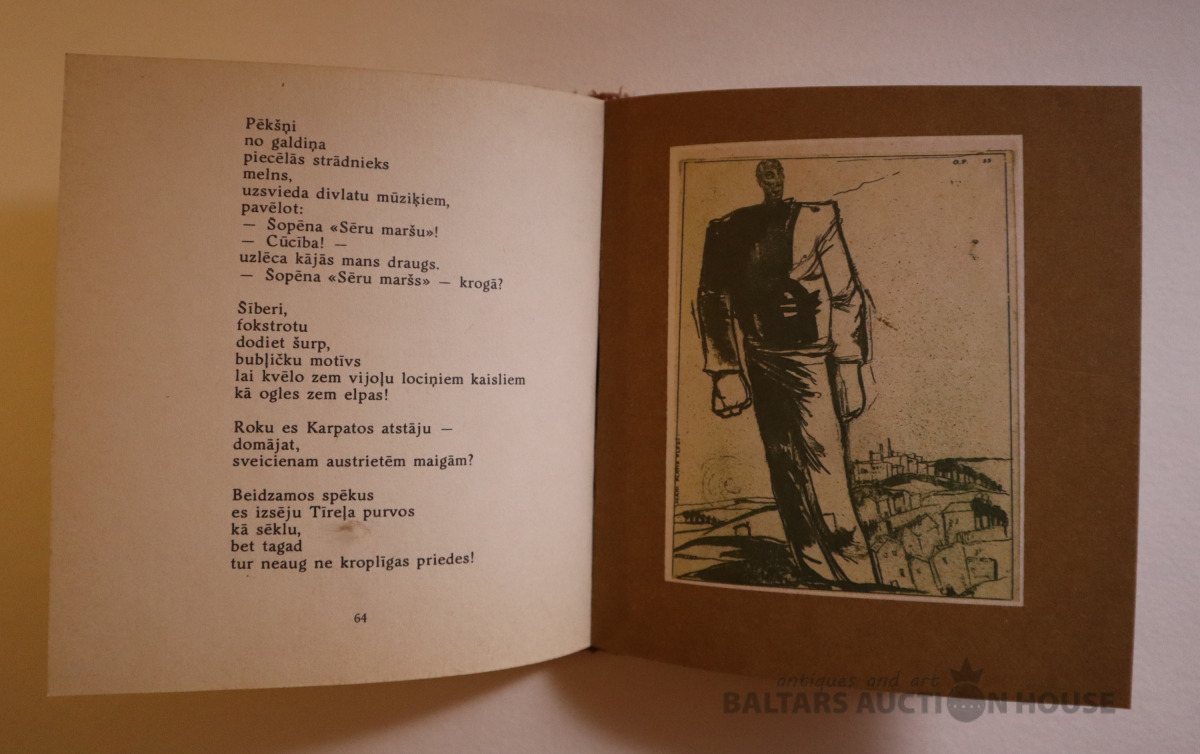 Pēkšņi
no galdiņa
piecēlās strādnieks
melns,
uzsvieda divlatu mūziķiem,
pavēlot:
— Šopēna «Sēru maršu»!
— Cūcība! —
uzlēca kājās mans draugs.
— Šopēna «Sēru maršs» — krogā?
Šīberi,
fokstrotu
dodiet šurp,
bubļičku motīvs
lai kvēlo zem vijoļu lociņiem kaisliem
kā ogles zem elpas!
Roku es Karpatos atstāju —
domājat,
sveicienam austrietēm maigām?
Beidzamos spēkus
es izsēju Tīreļa purvos
kā sēklu,
bet tagad
tur neaug ne kroplīgas priedes!
64
O.P. 23
antiques and art
BALTARS AUCTION HOUSE